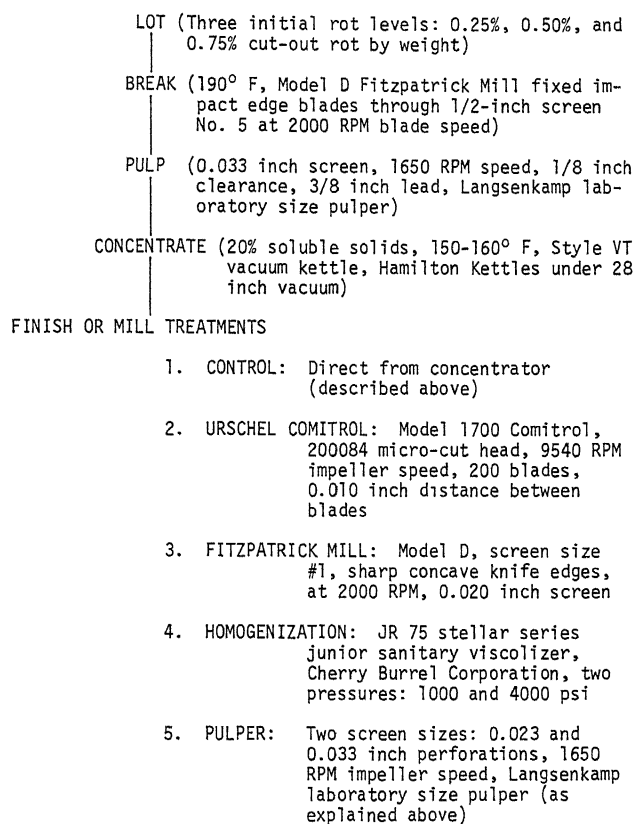 LOT (Three initial rot levels: 0.25%, 0.50%, and
0.75% cut-out rot by weight)
BREAK (190° F, Model D Fitzpatrick Mill fixed im-
pact edge blades through 1/2-inch screen
No. 5 at 2000 RPM blade speed)
PULP (0.033 inch screen, 1650 RPM speed, 1/8 inch
clearance, 3/8 inch lead, Langsenkamp lab-
oratory size pulper)
CONCENTRATE (20% soluble solids, 150-160° F, Style VT
vacuum kettle, Hamilton Kettles under 28
inch vacuum)
FINISH OR MILL TREATMENTS
1. CONTROL: Direct from concentrator
(described above)
2. URSCHEL COMITROL: Model 1700 Comitrol,
200084 micro-cut head, 9540 RPM
impeller speed, 200 blades,
0.010 inch distance between
blades
3. FITZPATRICK MILL: Model D, screen size
#1, sharp concave knife edges,
at 2000 RPM, 0.020 inch screen
4. HOMOGENIZATION: JR 75 stellar series
junior sanitary viscolizer,
Cherry Burrel Corporation, two
pressures: 1000 and 4000 psi
5. PULPER: Two screen sizes: 0.023 and
0.033 inch perforations, 1650
RPM impeller speed, Langsenkamp
laboratory size pulper (as
explained above)